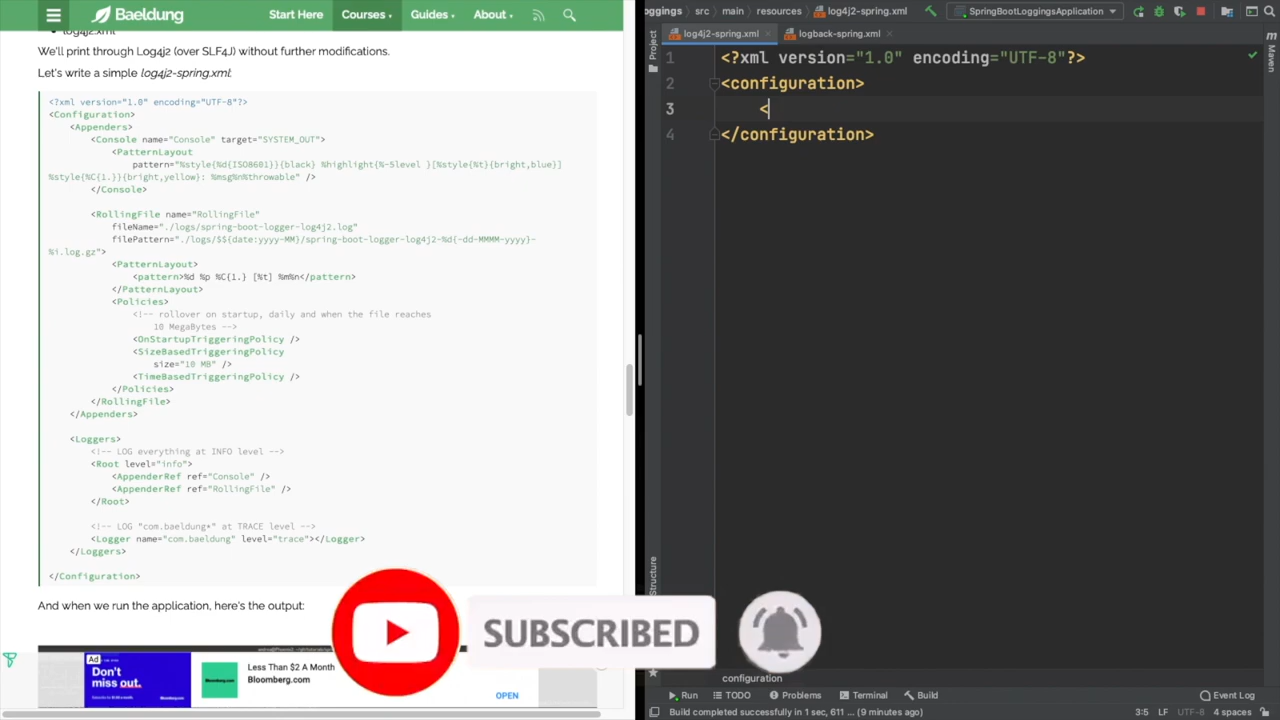 Baeldung
Start Here
Courses
Guides
About
log4j2.xml
We'll print through Log4j2 (over SLF4J) without further modifications.
Let's write a simple log4j2-spring.xml:
<?xml version="1.0" encoding="UTF-8"?>
<Configuration>
<Appenders>
<Console name="Console" target="SYSTEM_OUT">
<PatternLayout
pattern="%style{%d{ISO8601}}{black} %highlight{%-5level }[%style{%t}{bright,blue}]
%style{%C{1.}}{bright,yellow}: %msg%n%throwable" />
</Console>
<RollingFile name="RollingFile"
fileName="./logs/spring-boot-logger-log4j2.log"
filePattern="./logs/$${date:yyyy-MM}/spring-boot-logger-log4j2-%d{-dd-MMMM-yyyy}-
%i.log.gz">
<PatternLayout>
<pattern>%d %p %C{1.} [%t] %m%n</pattern>
</PatternLayout>
<Policies>
<!-- rollover on startup, daily and when the file reaches
10 MegaBytes -->
<OnStartupTriggeringPolicy />
<SizeBasedTriggeringPolicy
size="10 MB" />
<TimeBasedTriggeringPolicy />
</Policies>
</RollingFile>
</Appenders>
<Loggers>
<!-- LOG everything at INFO level -->
<Root level="info">
<AppenderRef ref="Console" />
<AppenderRef ref="RollingFile" />
</Root>
<!-- LOG "com.baeldung*" at TRACE level -->
<Logger name="com.baeldung" level="trace"></Logger>
</Loggers>
</Configuration>
And when we run the application, here's the output:
Ad
Don't
miss out.
Bloomberg.com
Less Than $2 A Month
Bloomberg.com
OPEN
SUBSCRIBED
oggings src main resources log4j2-spring.xml SpringBootLoggingsApplication
log4j2-spring.xml logback-spring.xml
Project
Maven
1 <?xml version="1.0" encoding="UTF-8"?>
2 <configuration>
3 <
4 </configuration>
Structure
configuration
Run TODO Problems Terminal Build Event Log
Build completed successfully in 1 sec, 611 ... (9 minutes ago) 3:5 LF UTF-8 4 spaces